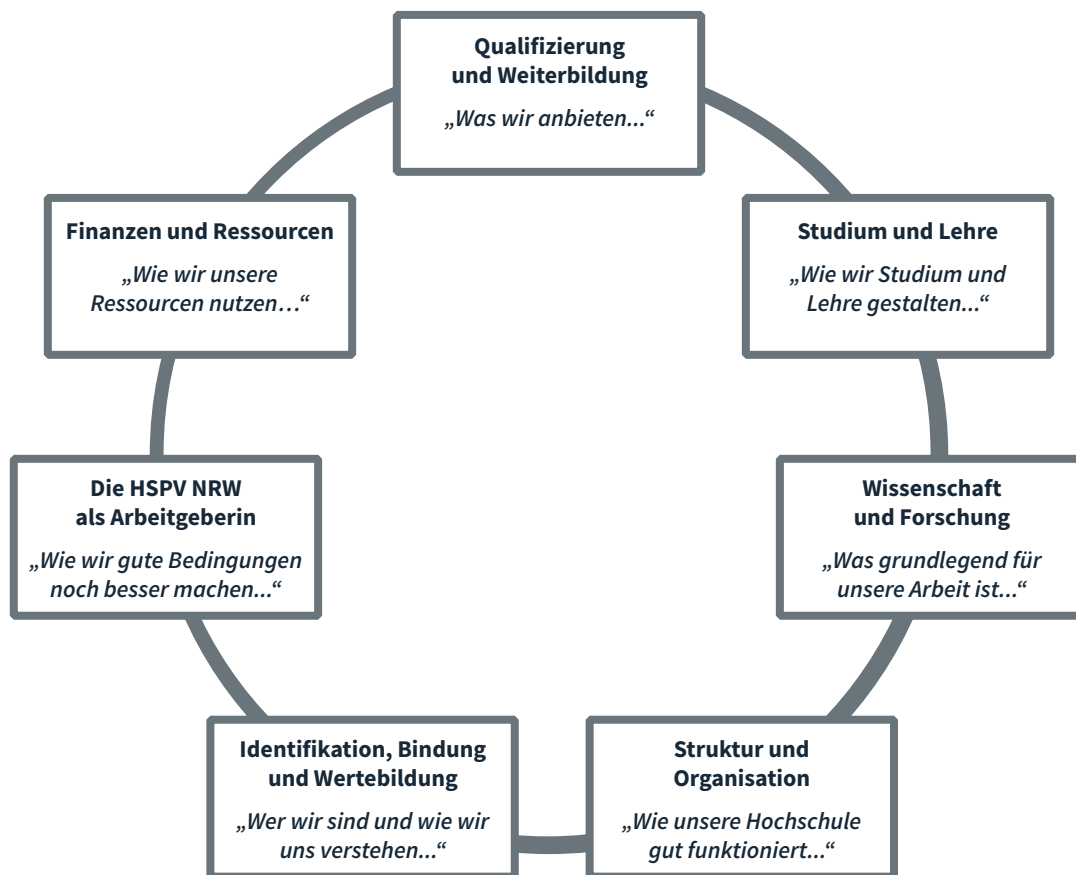 Qualifizierung
und Weiterbildung
„Was wir anbieten...“
Finanzen und Ressourcen
„Wie wir unsere
Ressourcen nutzen…“
Studium und Lehre
„Wie wir Studium und
Lehre gestalten...“
Die HSPV NRW
als Arbeitgeberin
„Wie wir gute Bedingungen
noch besser machen...“
Wissenschaft
und Forschung
„Was grundlegend für
unsere Arbeit ist...“
Identifikation, Bindung
und Wertebildung
„Wer wir sind und wie wir
uns verstehen...“
Struktur und
Organisation
„Wie unsere Hochschule
gut funktioniert...“